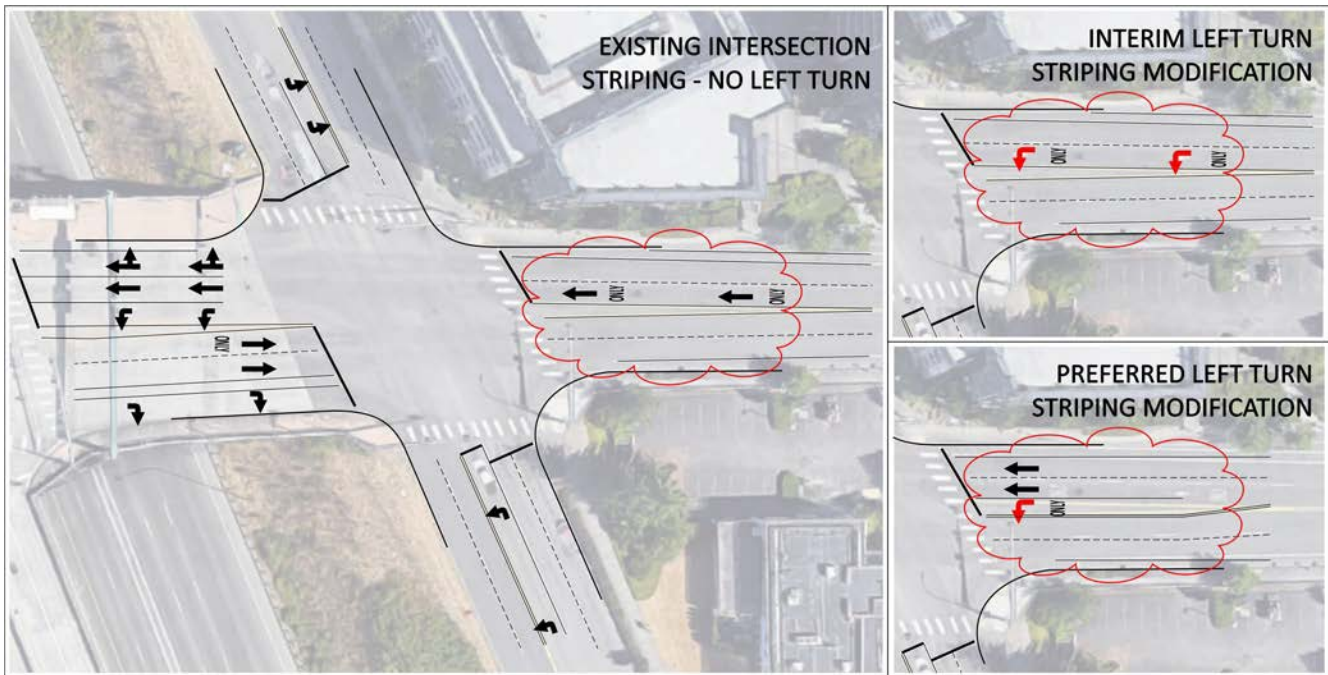 EXISTING INTERSECTION
STRIPING - NO LEFT TURN
ONLY
ONLY
ONLY
INTERIM LEFT TURN
STRIPING MODIFICATION
ONLY
ONLY
PREFERRED LEFT TURN
STRIPING MODIFICATION
ONLY